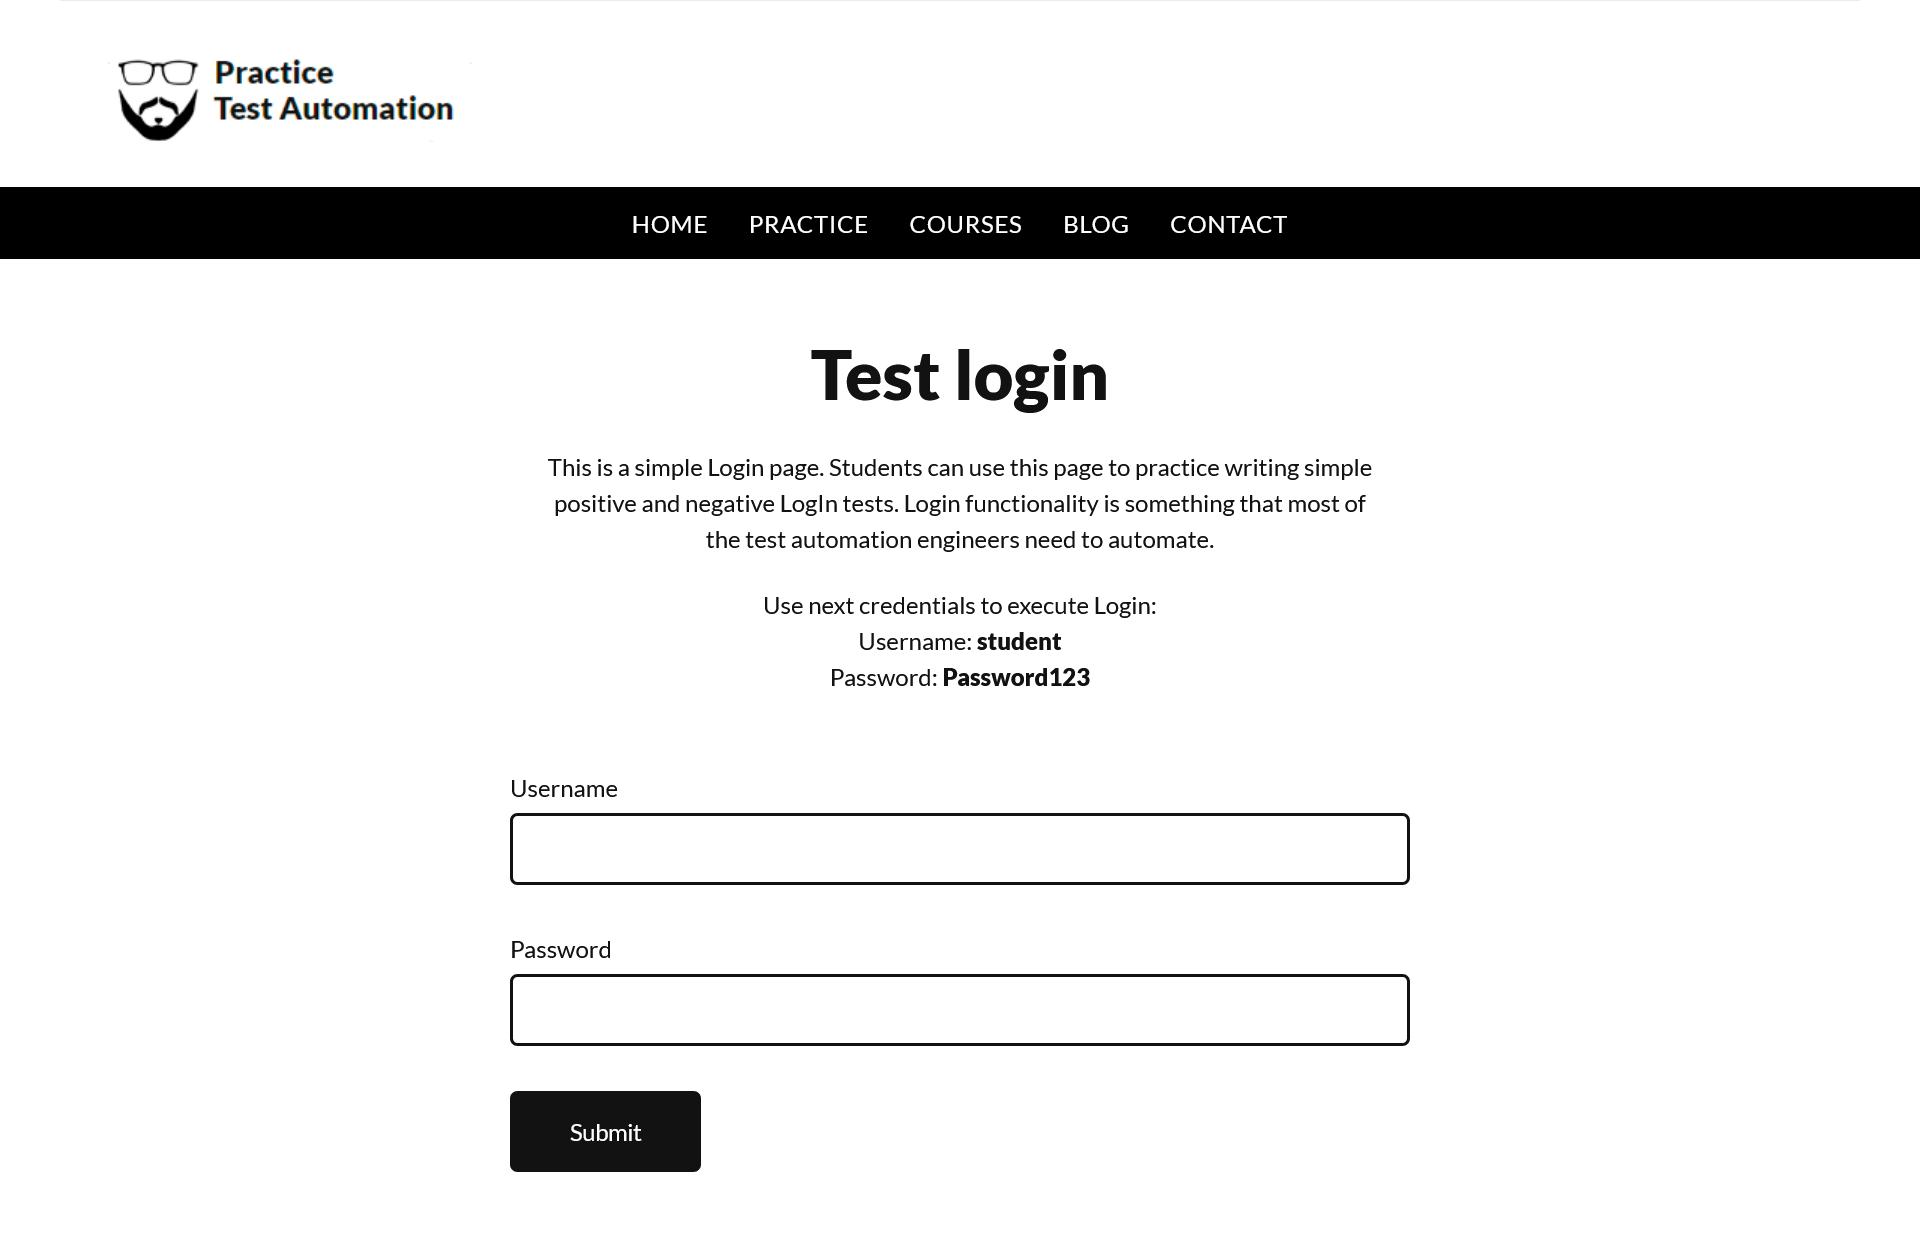 Practice
Test Automation
HOME PRACTICE COURSES BLOG CONTACT
Test login
This is a simple Login page. Students can use this page to practice writing simple
positive and negative LogIn tests. Login functionality is something that most of
the test automation engineers need to automate.
Use next credentials to execute Login:
Username: student
Password: Password123
Username
Password
Submit